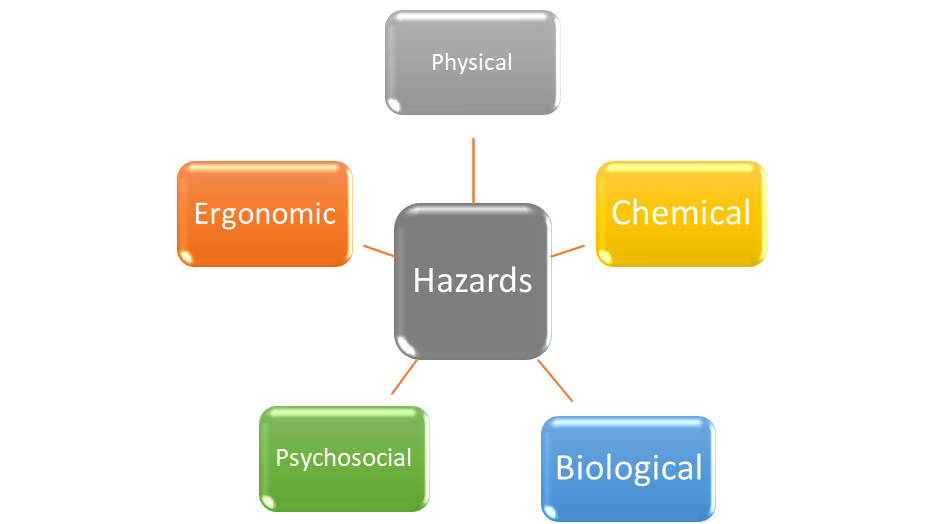 Physical
Ergonomic
Chemical
Hazards
Psychosocial
Biological